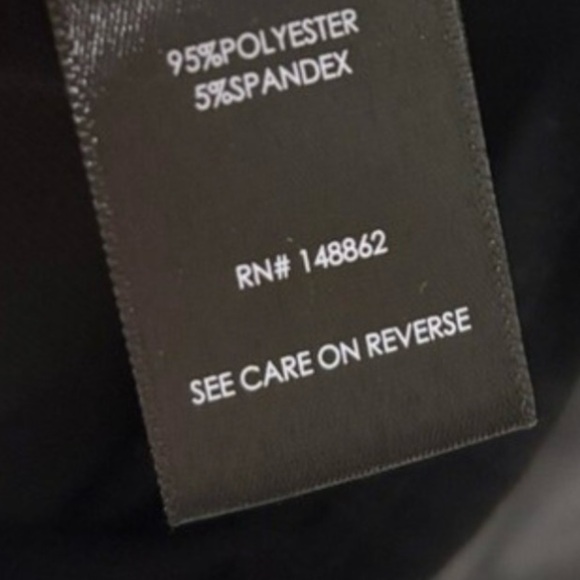 95%POLYESTER
5%SPANDEX
RN# 148862
SEE CARE ON REVERSE